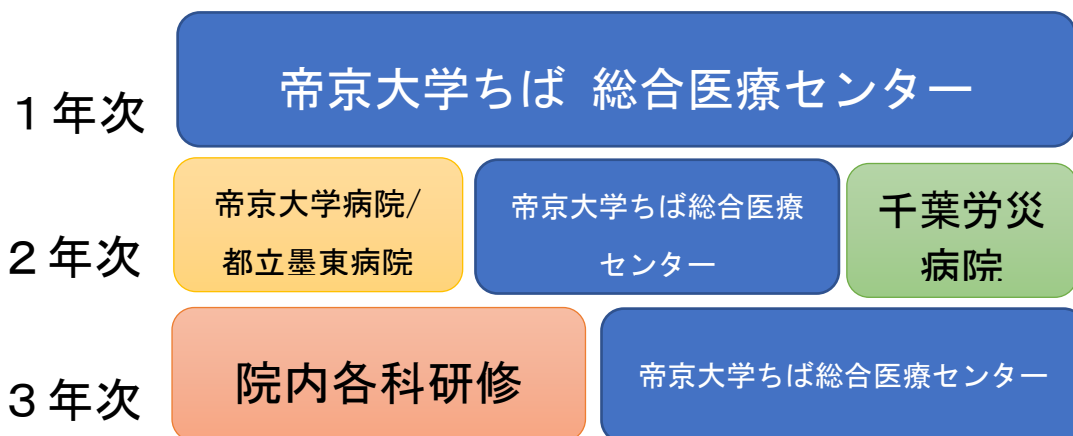 1年次
帝京大学ちば 総合医療センター
2年次
帝京大学病院/
都立墨東病院
帝京大学ちば総合医療
センター
千葉労災
病院
3年次
院内各科研修
帝京大学ちば総合医療センター